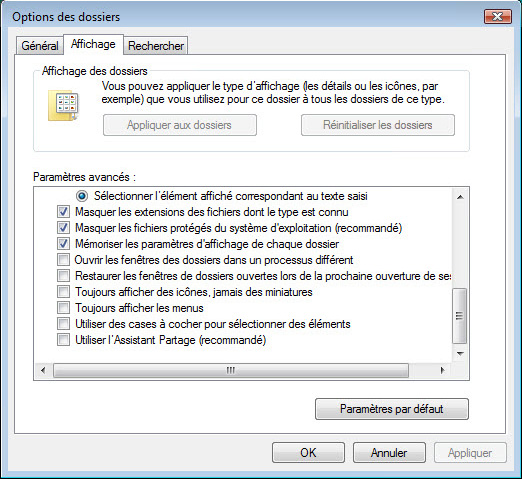 Options des dossiers
Général Affichage Rechercher
Affichage des dossiers
Vous pouvez appliquer le type d'affichage (les détails ou les icônes, par
exemple) que vous utilisez pour ce dossier à tous les dossiers de ce type.
Appliquer aux dossiers Réinitialiser les dossiers
Paramètres avancés :
Sélectionner l'élément affiché correspondant au texte saisi
Masquer les extensions des fichiers dont le type est connu
Masquer les fichiers protégés du système d'exploitation (recommandé)
Mémoriser les paramètres d'affichage de chaque dossier
Ouvrir les fenêtres des dossiers dans un processus différent
Restaurer les fenêtres de dossiers ouvertes lors de la prochaine ouverture de ses
Toujours afficher des icônes, jamais des miniatures
Toujours afficher les menus
Utiliser des cases à cocher pour sélectionner des éléments
Utiliser l'Assistant Partage (recommandé)
Paramètres par défaut
OK Annuler Appliquer